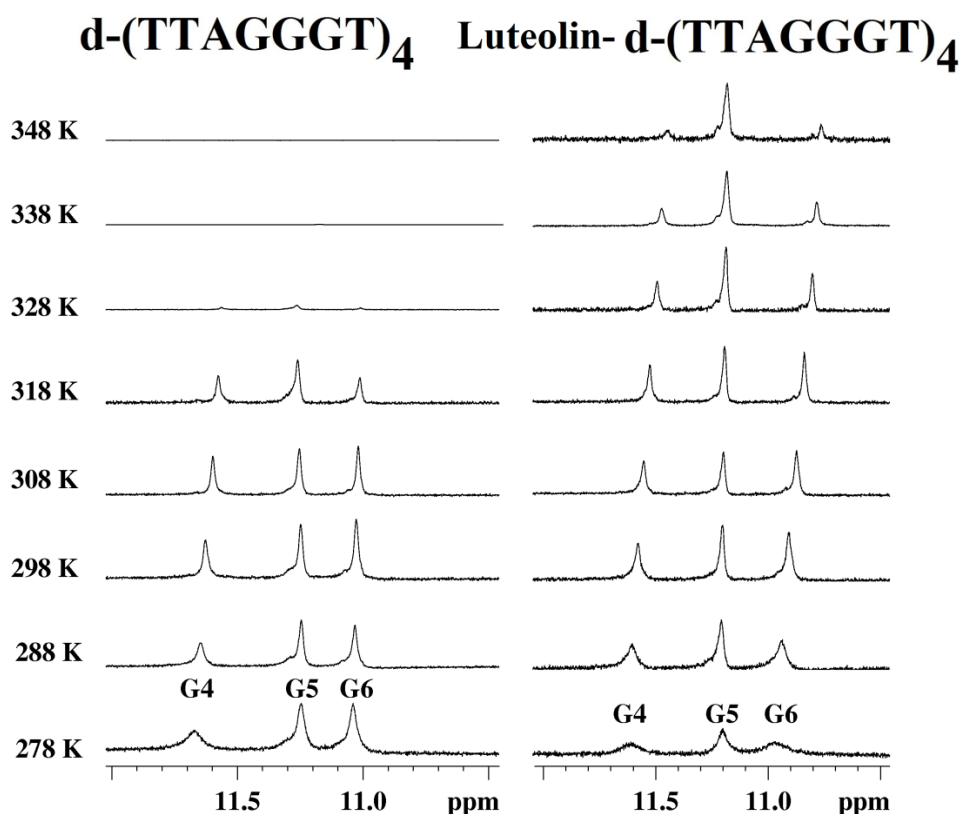 d-(TTAGGGT)4 Luteolin- d-(TTAGGGT)4
348 K
338 K
328 K
318 K
308 K
298 K
288 K
G4 G5 G6
G4 G5 G6
278 K
11.5 11.0 ppm 11.5 11.0 ppm